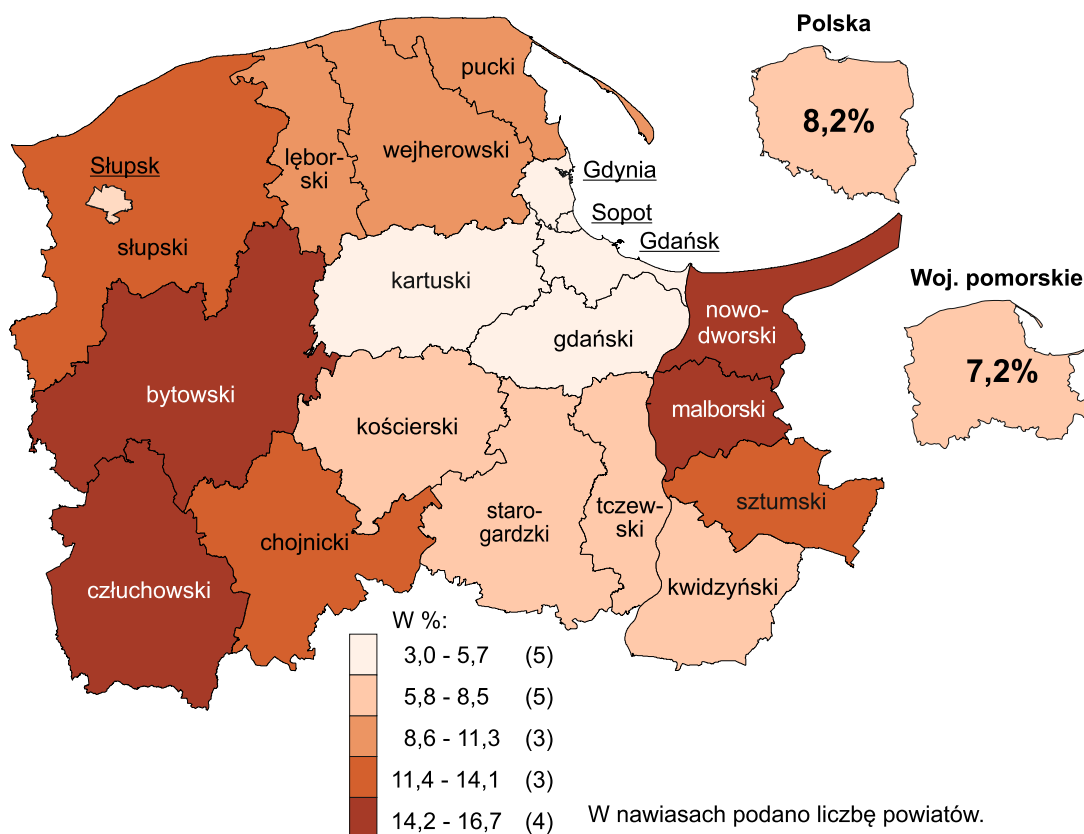 Polska
8,2%
pucki
wejherowski
lębor-
ski
Słupsk
słupski
Gdynia
Sopot
Gdańsk
Woj. pomorskie
7,2%
kartuski
gdański
nowo-
dworski
bytowski
kościerski
malborski
staro-
gardzki
tczew-
ski
sztumski
chojnicki
człuchowski
kwidzyński
W %:
3,0 - 5,7 (5)
5,8 - 8,5 (5)
8,6 - 11,3 (3)
11,4 - 14,1 (3)
14,2 - 16,7 (4)
W nawiasach podano liczbę powiatów.